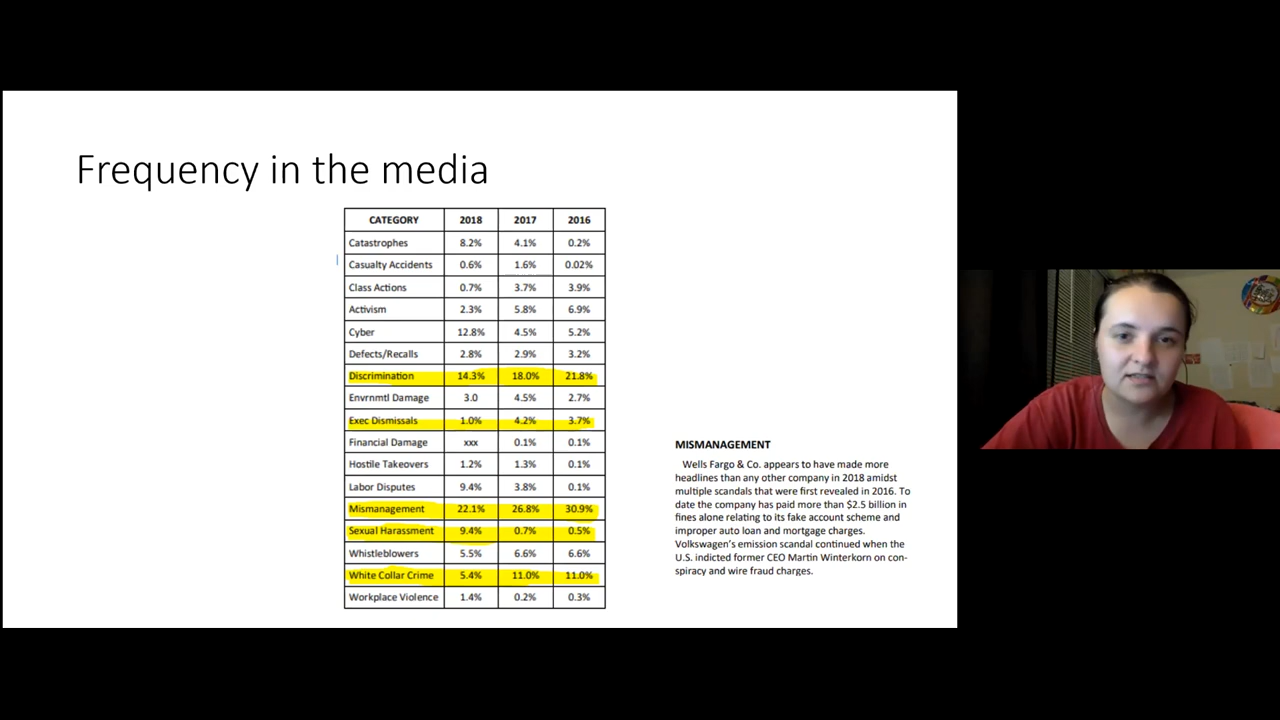 Frequency in the media
CATEGORY 2018 2017 2016
Catastrophes 8.2% 4.1% 0.2%
Casualty Accidents 0.6% 1.6% 0.02%
Class Actions 0.7% 3.7% 3.9%
Activism 2.3% 5.8% 6.9%
Cyber 12.8% 4.5% 5.2%
Defects/Recalls 2.8% 2.9% 3.2%
Discrimination 14.3% 18.0% 21.8%
Envrnmtl Damage 3.0 4.5% 2.7%
Exec Dismissals 1.0% 4.2% 3.7%
Financial Damage xxx 0.1% 0.1%
Hostile Takeovers 1.2% 1.3% 0.1%
Labor Disputes 9.4% 3.8% 0.1%
Mismanagement 22.1% 26.8% 30.9%
Sexual Harassment 9.4% 0.7% 0.5%
Whistleblowers 5.5% 6.6% 6.6%
White Collar Crime 5.4% 11.0% 11.0%
Workplace Violence 1.4% 0.2% 0.3%
MISMANAGEMENT
Wells Fargo & Co. appears to have made more
headlines than any other company in 2018 amidst
multiple scandals that were first revealed in 2016. To
date the company has paid more than $2.5 billion in
fines alone relating to its fake account scheme and
improper auto loan and mortgage charges.
Volkswagen's emission scandal continued when the
U.S. indicted former CEO Martin Winterkorn on con-
spiracy and wire fraud charges.